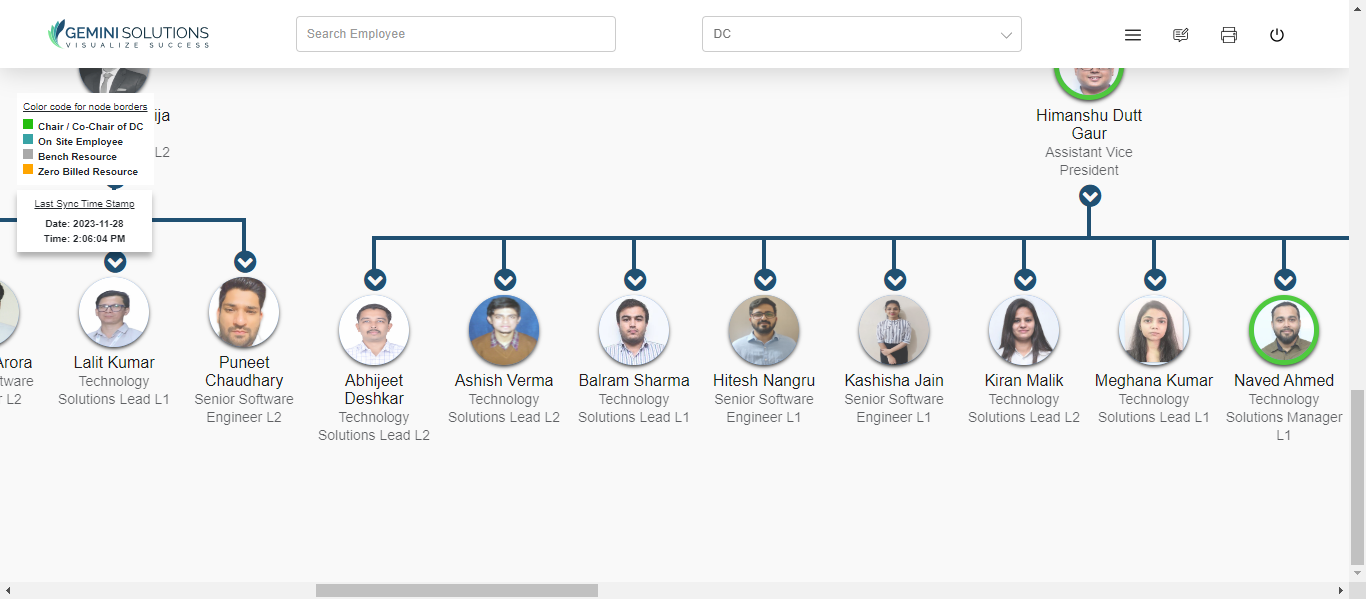 GEMINI SOLUTIONS
VISUALIZE SUCCESS
Search Employee
DC
Color code for node borders
Chair / Co-Chair of DC
On Site Employee
Bench Resource
Zero Billed Resource
ija
L2
Last Sync Time Stamp
Date: 2023-11-28
Time: 2:06:04 PM
Himanshu Dutt
Gaur
Assistant Vice
President
Arora
tware
r L2
Lalit Kumar
Technology
Solutions Lead L1
Puneet
Chaudhary
Senior Software
Engineer L2
Abhijeet
Deshkar
Technology
Solutions Lead L2
Ashish Verma
Technology
Solutions Lead L2
Balram Sharma
Technology
Solutions Lead L1
Hitesh Nangru
Senior Software
Engineer L1
Kashisha Jain
Senior Software
Engineer L1
Kiran Malik
Technology
Solutions Lead L2
Meghana Kumar
Technology
Solutions Lead L1
Naved Ahmed
Technology
Solutions Manager
L1